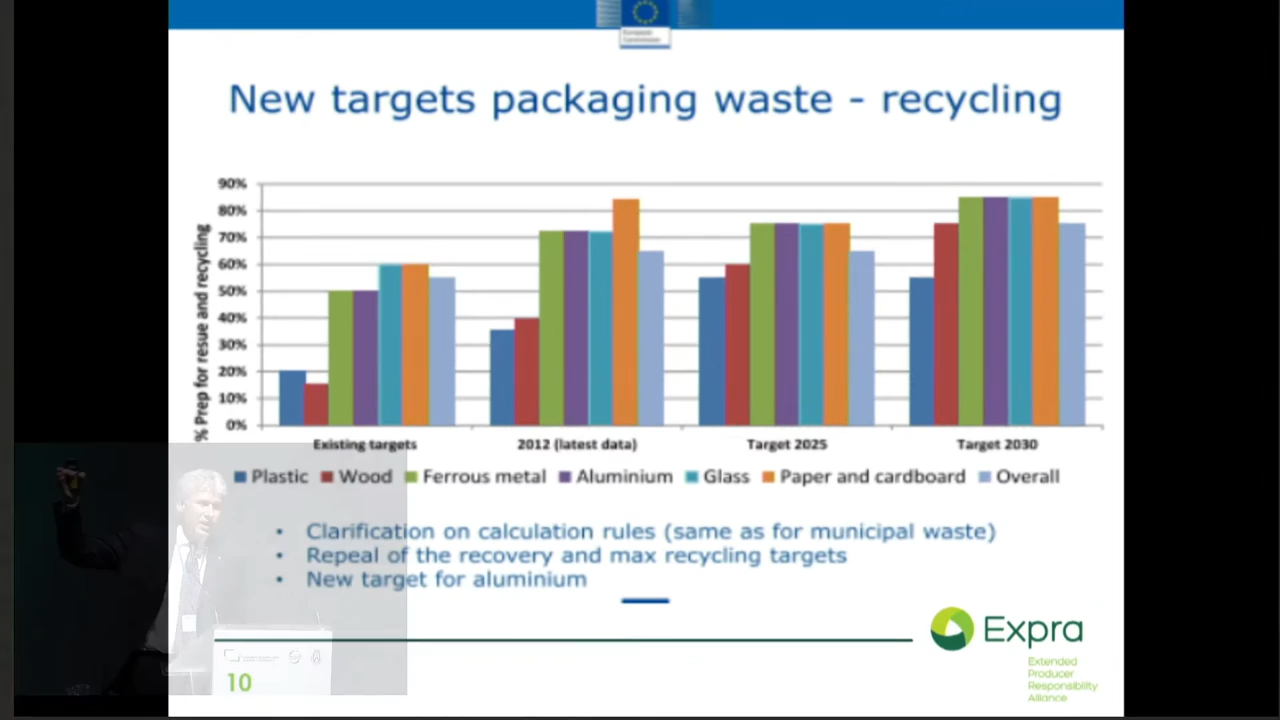 European
Commission
New targets packaging waste - recycling
% Prep for resue and recycling
90%
80%
70%
60%
50%
40%
30%
20%
10%
0%
Existing targets
2012 (latest data)
Target 2025
Target 2030
Plastic
Wood
Ferrous metal
Aluminium
Glass
Paper and cardboard
Overall
• Clarification on calculation rules (same as for municipal waste)
• Repeal of the recovery and max recycling targets
• New target for aluminium
Expra
Extended
Producer
Responsibility
Alliance
10